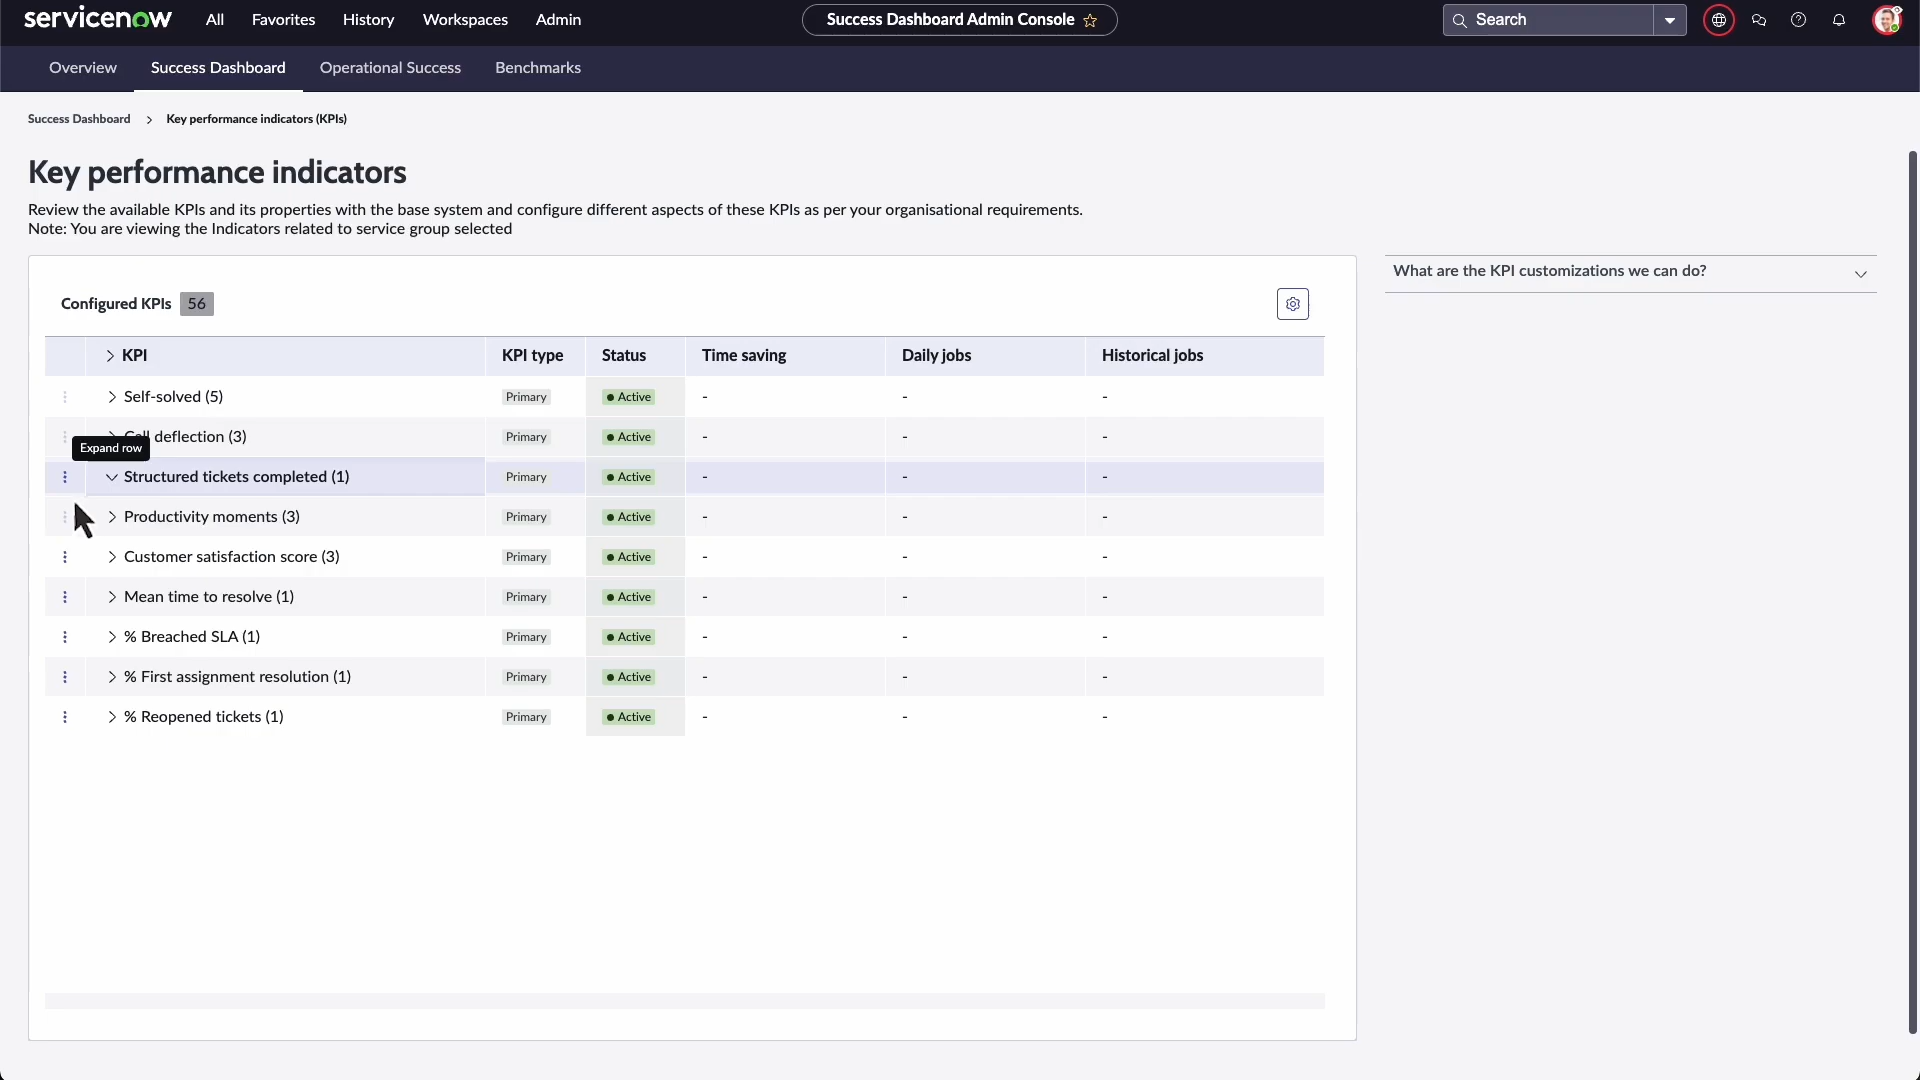 servicenow All Favorites History Workspaces Admin Success Dashboard Admin Console Search
Overview Success Dashboard Operational Success Benchmarks
Success Dashboard Key performance indicators (KPIs)
Key performance indicators
Review the available KPIs and its properties with the base system and configure different aspects of these KPIs as per your organisational requirements.
Note: You are viewing the Indicators related to service group selected
What are the KPI customizations we can do?
Configured KPIs 56
KPI KPI type Status Time saving Daily jobs Historical jobs
Self-solved (5) Primary Active - - -
Call deflection (3) Primary Active - - -
Expand row
Structured tickets completed (1) Primary Active - - -
Productivity moments (3) Primary Active - - -
Customer satisfaction score (3) Primary Active - - -
Mean time to resolve (1) Primary Active - - -
% Breached SLA (1) Primary Active - - -
% First assignment resolution (1) Primary Active - - -
% Reopened tickets (1) Primary Active - - -